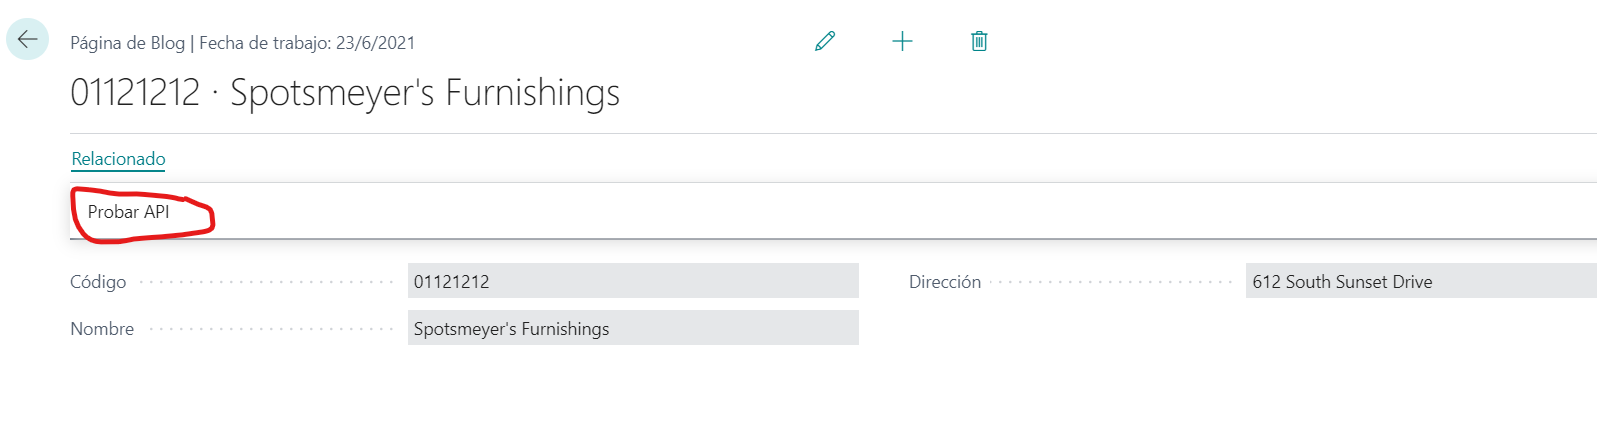 Página de Blog | Fecha de trabajo: 23/6/2021
01121212 · Spotsmeyer's Furnishings
Relacionado
Probar API
Código 01121212
Dirección 612 South Sunset Drive
Nombre Spotsmeyer's Furnishings